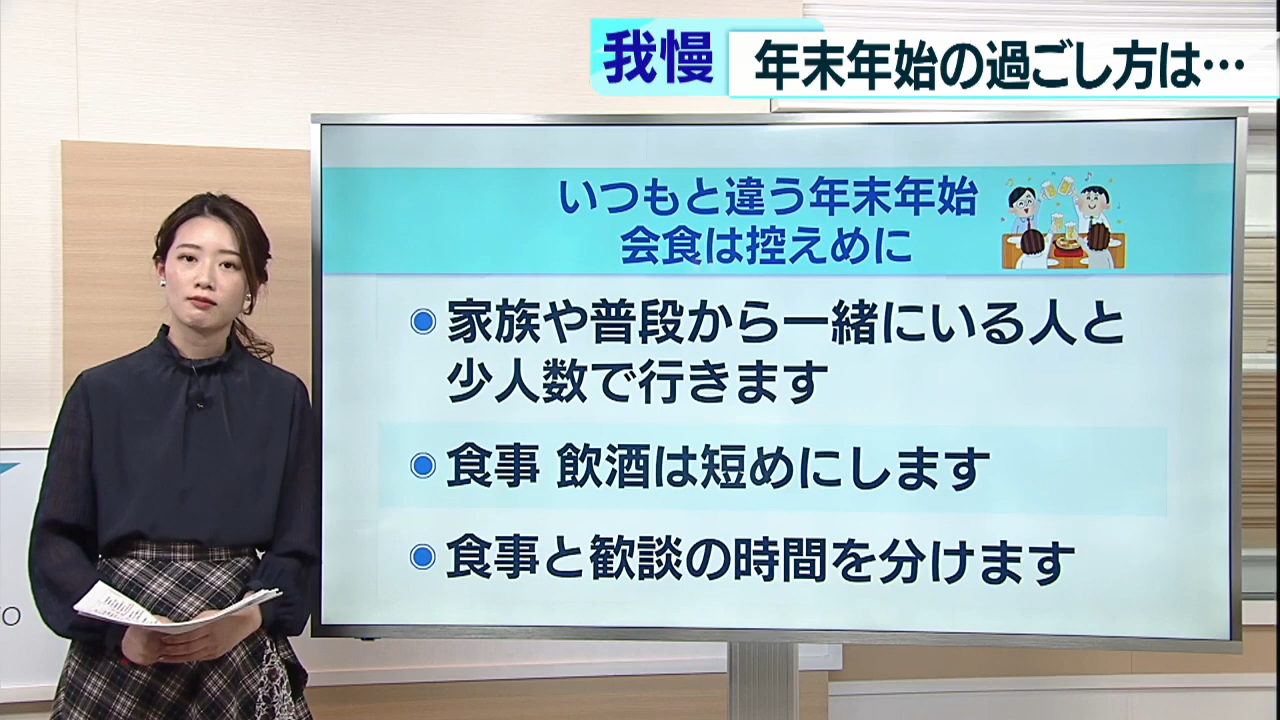 我慢
年末年始の過ごし方は…
いつもと違う年末年始
会食は控えめに
家族や普段から一緒にいる人と
少人数で行きます
食事 飲酒は短めにします
食事と歓談の時間を分けます